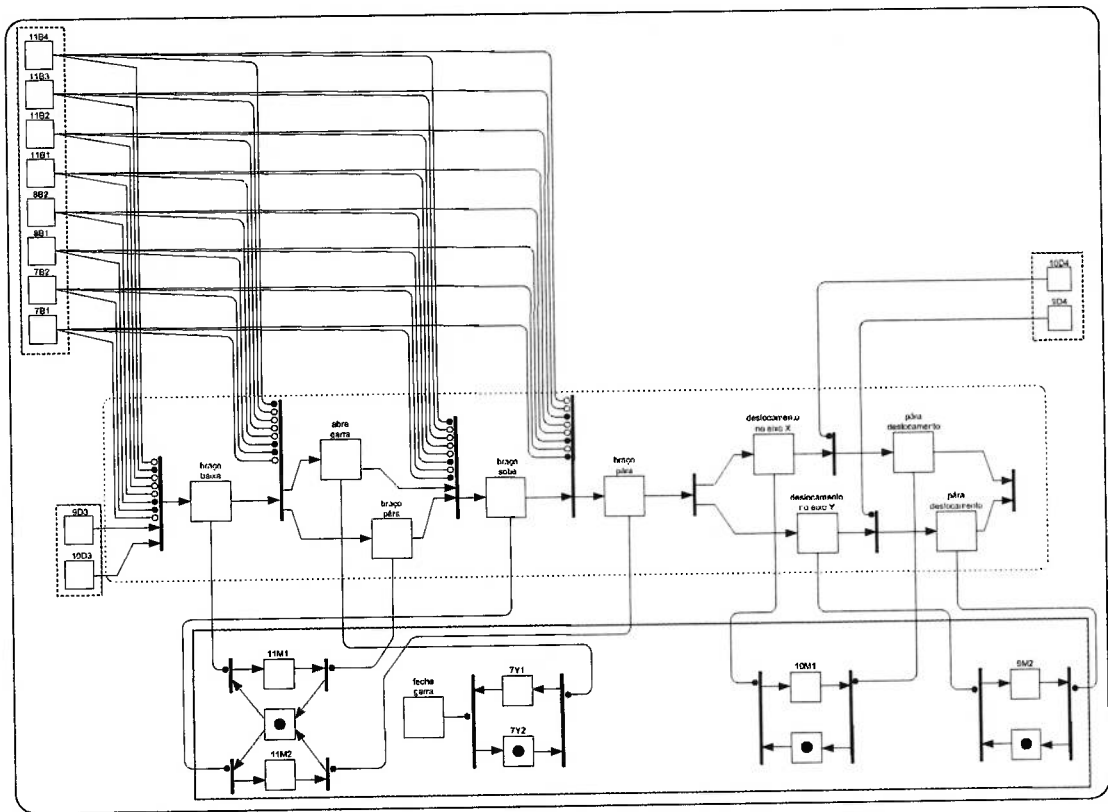 11B4
11B3
11B2
11B1
8B2
8B1
7B2
7B1
10D4
9D4
abre
garra
deslocamento
no eixo X
pára
deslocamento
braço
baixa
braço
sobe
braço
pára
braço
pára
deslocamento
no eixo Y
pára
deslocamento
9D3
10D3
11M1
fecha
garra
7Y1
10M1
9M2
7Y2
11M2